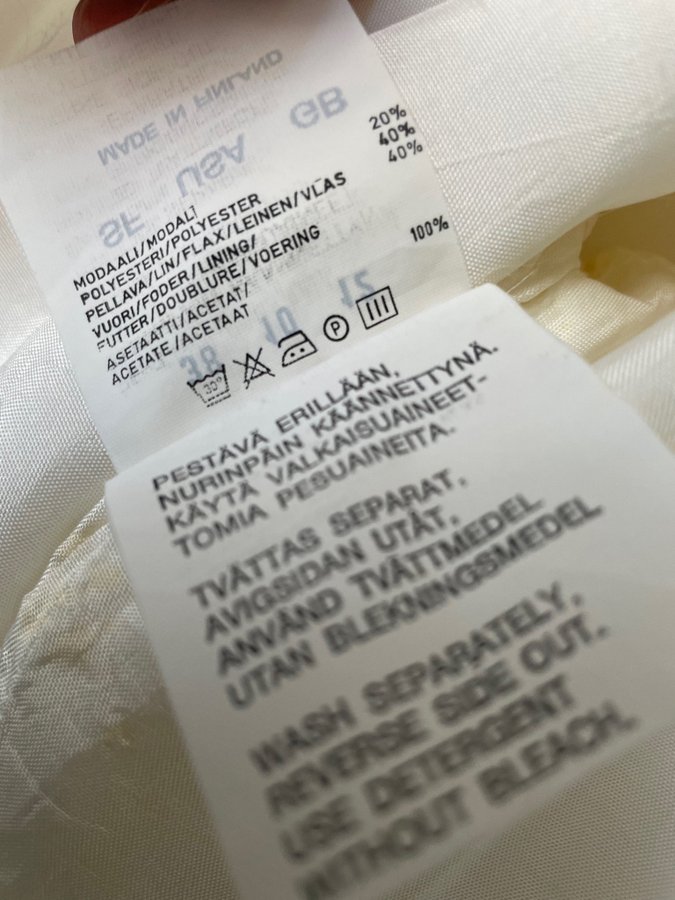 MADE IN FINLAND
SF USA GB
38 10 12
MODAALI/MODAL 20%
POLYESTERI/POLYESTER 40%
PELLAVA/LIN/FLAX/LEINEN/VLAS 40%
VUORI/FODER/LINING/
FUTTER/DOUBLURE/VOERING
ASETAATTI/ACETAT/ 100%
ACETATE/ACETAAT
30°
P
PESTÄVÄ ERILLÄÄN,
NURINPÄIN KÄÄNNETTYNÄ.
KÄYTÄ VALKAISUAINEET-
TOMIA PESUAINEITA.
TVÄTTAS SEPARAT,
AVIGSIDAN UTÅT,
ANVÄND TVÄTTMEDEL
UTAN BLEKNINGSMEDEL
WASH SEPARATELY,
REVERSE SIDE OUT.
USE DETERGENT
WITHOUT BLEACH.